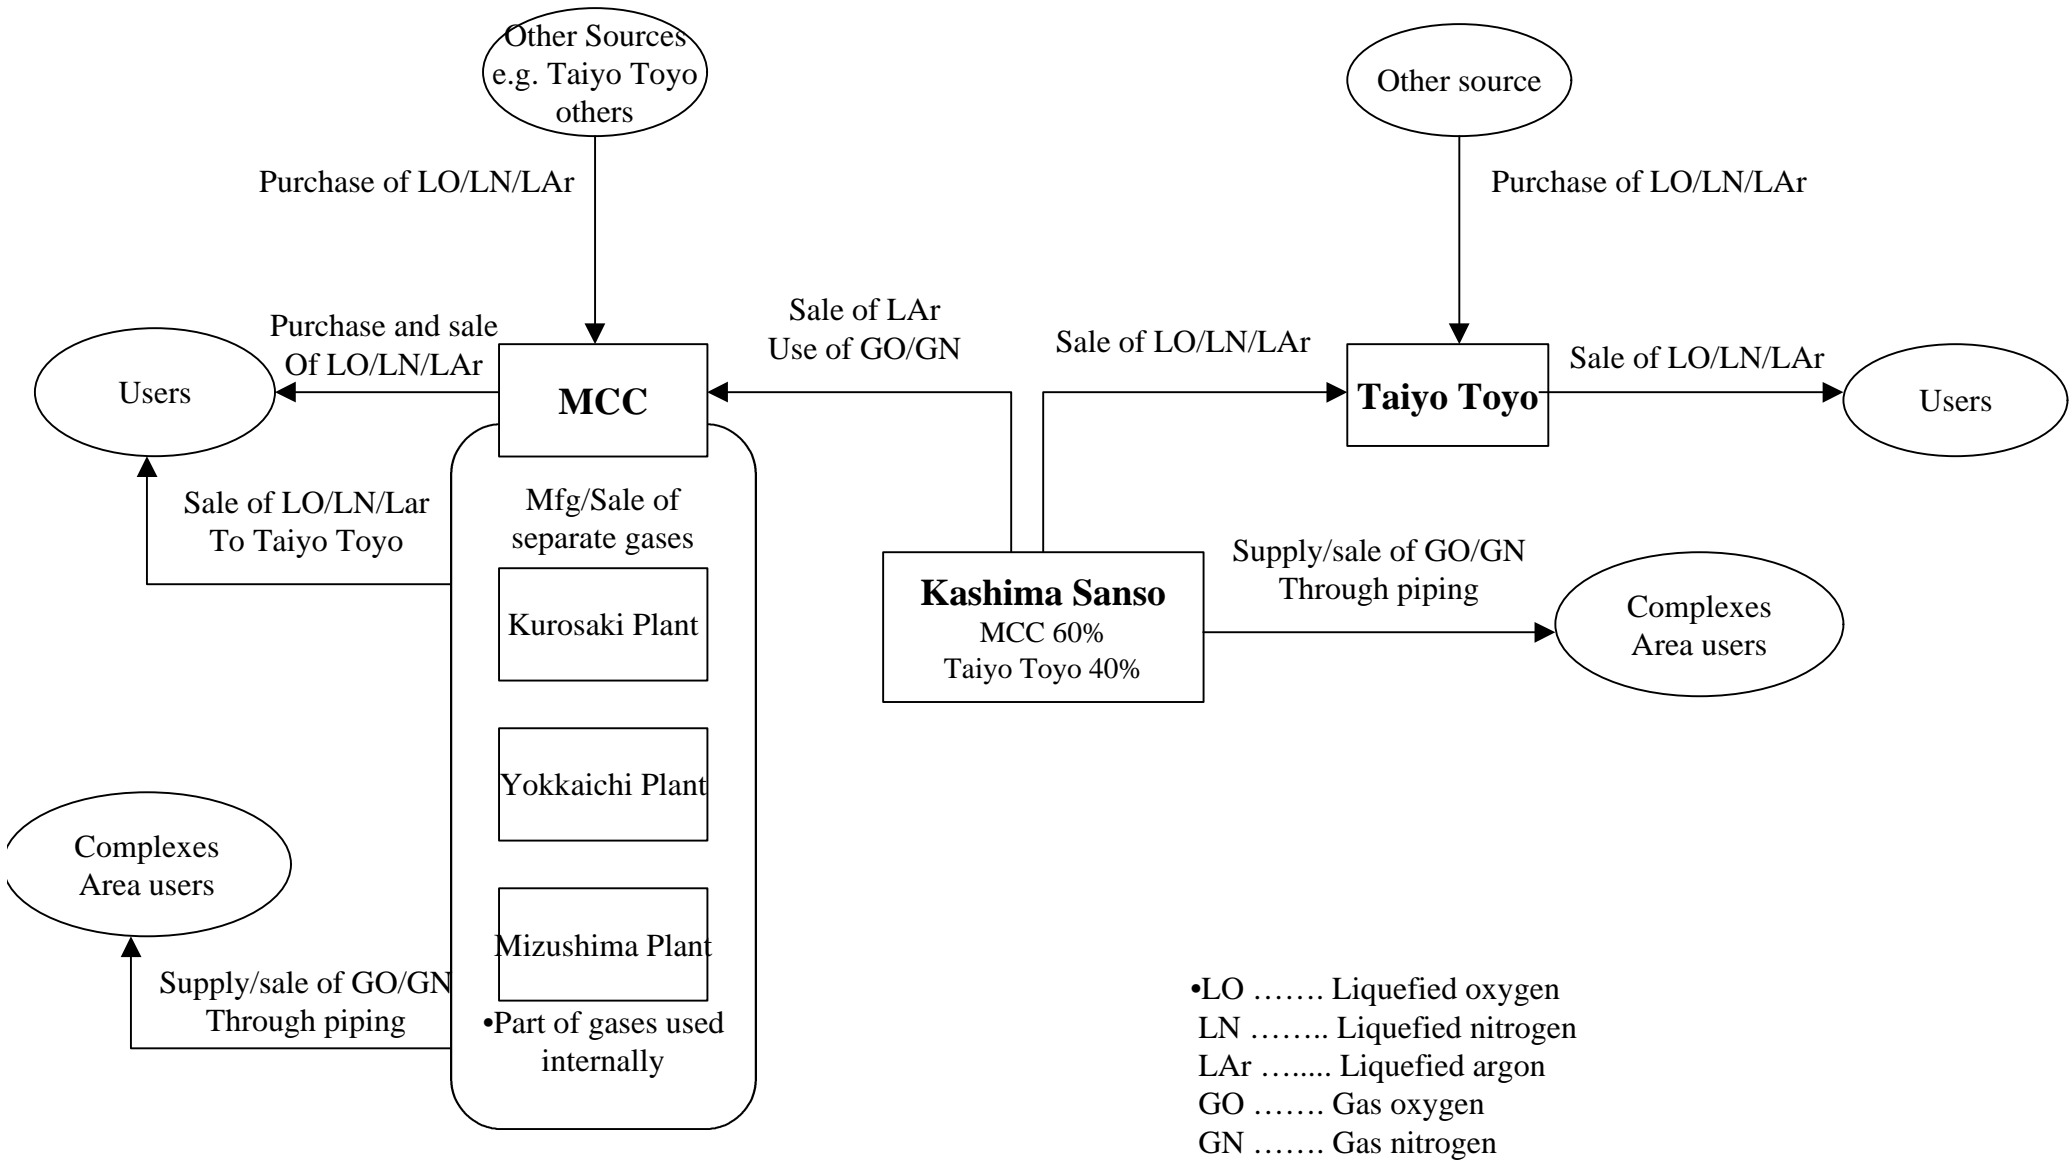 Other Sources
e.g. Taiyo Toyo
others
Other source
Purchase of LO/LN/LAr
Purchase of LO/LN/LAr
Purchase and sale
Of LO/LN/LAr
Sale of LAr
Use of GO/GN
Sale of LO/LN/LAr
Sale of LO/LN/LAr
Users
MCC
Taiyo Toyo
Users
Sale of LO/LN/Lar
To Taiyo Toyo
Mfg/Sale of
separate gases
Kurosaki Plant
Yokkaichi Plant
Mizushima Plant
•Part of gases used
internally
Kashima Sanso
MCC 60%
Taiyo Toyo 40%
Supply/sale of GO/GN
Through piping
Complexes
Area users
Complexes
Area users
Supply/sale of GO/GN
Through piping
•LO ……. Liquefied oxygen
LN …….. Liquefied nitrogen
LAr …..... Liquefied argon
GO ……. Gas oxygen
GN ……. Gas nitrogen